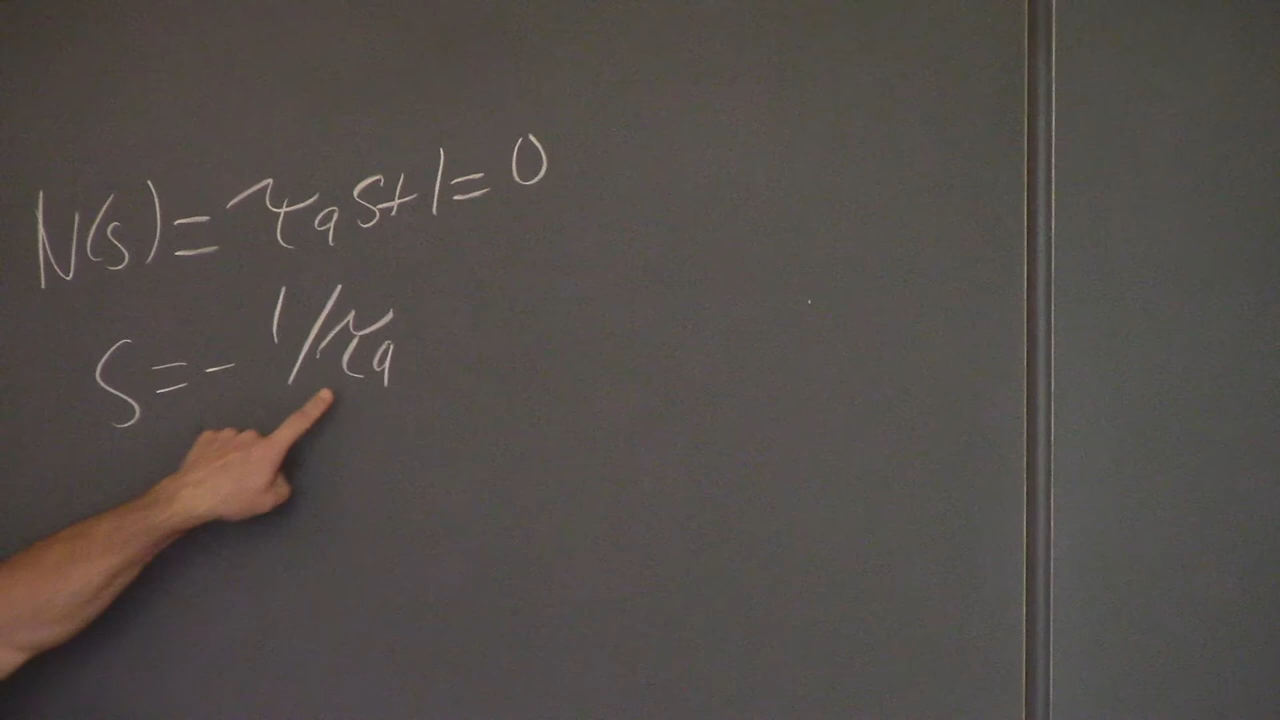 N(s) = τa s + 1 = 0
s = - 1/τa